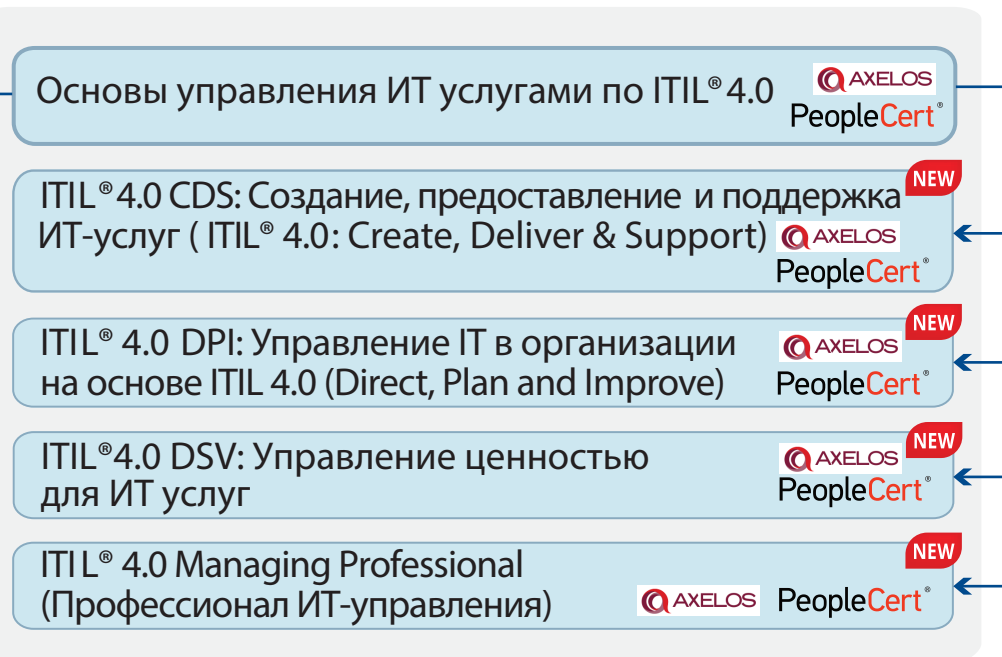 Основы управления ИТ услугами по ITIL® 4.0
AXELOS
PeopleCert®
NEW
ITIL® 4.0 CDS: Создание, предоставление и поддержка
ИТ-услуг ( ITIL® 4.0: Create, Deliver & Support)
AXELOS
PeopleCert®
NEW
ITIL® 4.0 DPI: Управление IT в организации
на основе ITIL 4.0 (Direct, Plan and Improve)
AXELOS
PeopleCert®
NEW
ITIL®4.0 DSV: Управление ценностью
для ИТ услуг
AXELOS
PeopleCert®
NEW
ITIL® 4.0 Managing Professional
(Профессионал ИТ-управления)
AXELOS PeopleCert®